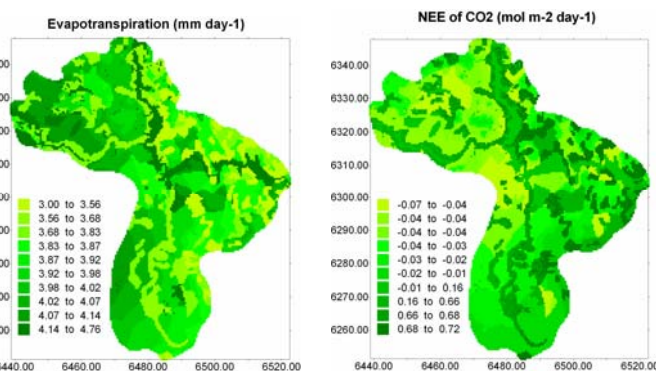 Evapotranspiration (mm day-1)
3.00 to 3.56
3.56 to 3.68
3.68 to 3.83
3.83 to 3.87
3.87 to 3.92
3.92 to 3.98
3.98 to 4.02
4.02 to 4.07
4.07 to 4.14
4.14 to 4.76
6440.00 6460.00 6480.00 6500.00 6520.00
NEE of CO2 (mol m-2 day-1)
6340.00
6330.00
6320.00
6310.00
6300.00
6290.00
6280.00
6270.00
6260.00
-0.07 to -0.04
-0.04 to -0.04
-0.04 to -0.04
-0.04 to -0.03
-0.03 to -0.02
-0.02 to -0.01
-0.01 to 0.16
0.16 to 0.66
0.66 to 0.68
0.68 to 0.72
6440.00 6460.00 6480.00 6500.00 6520.00